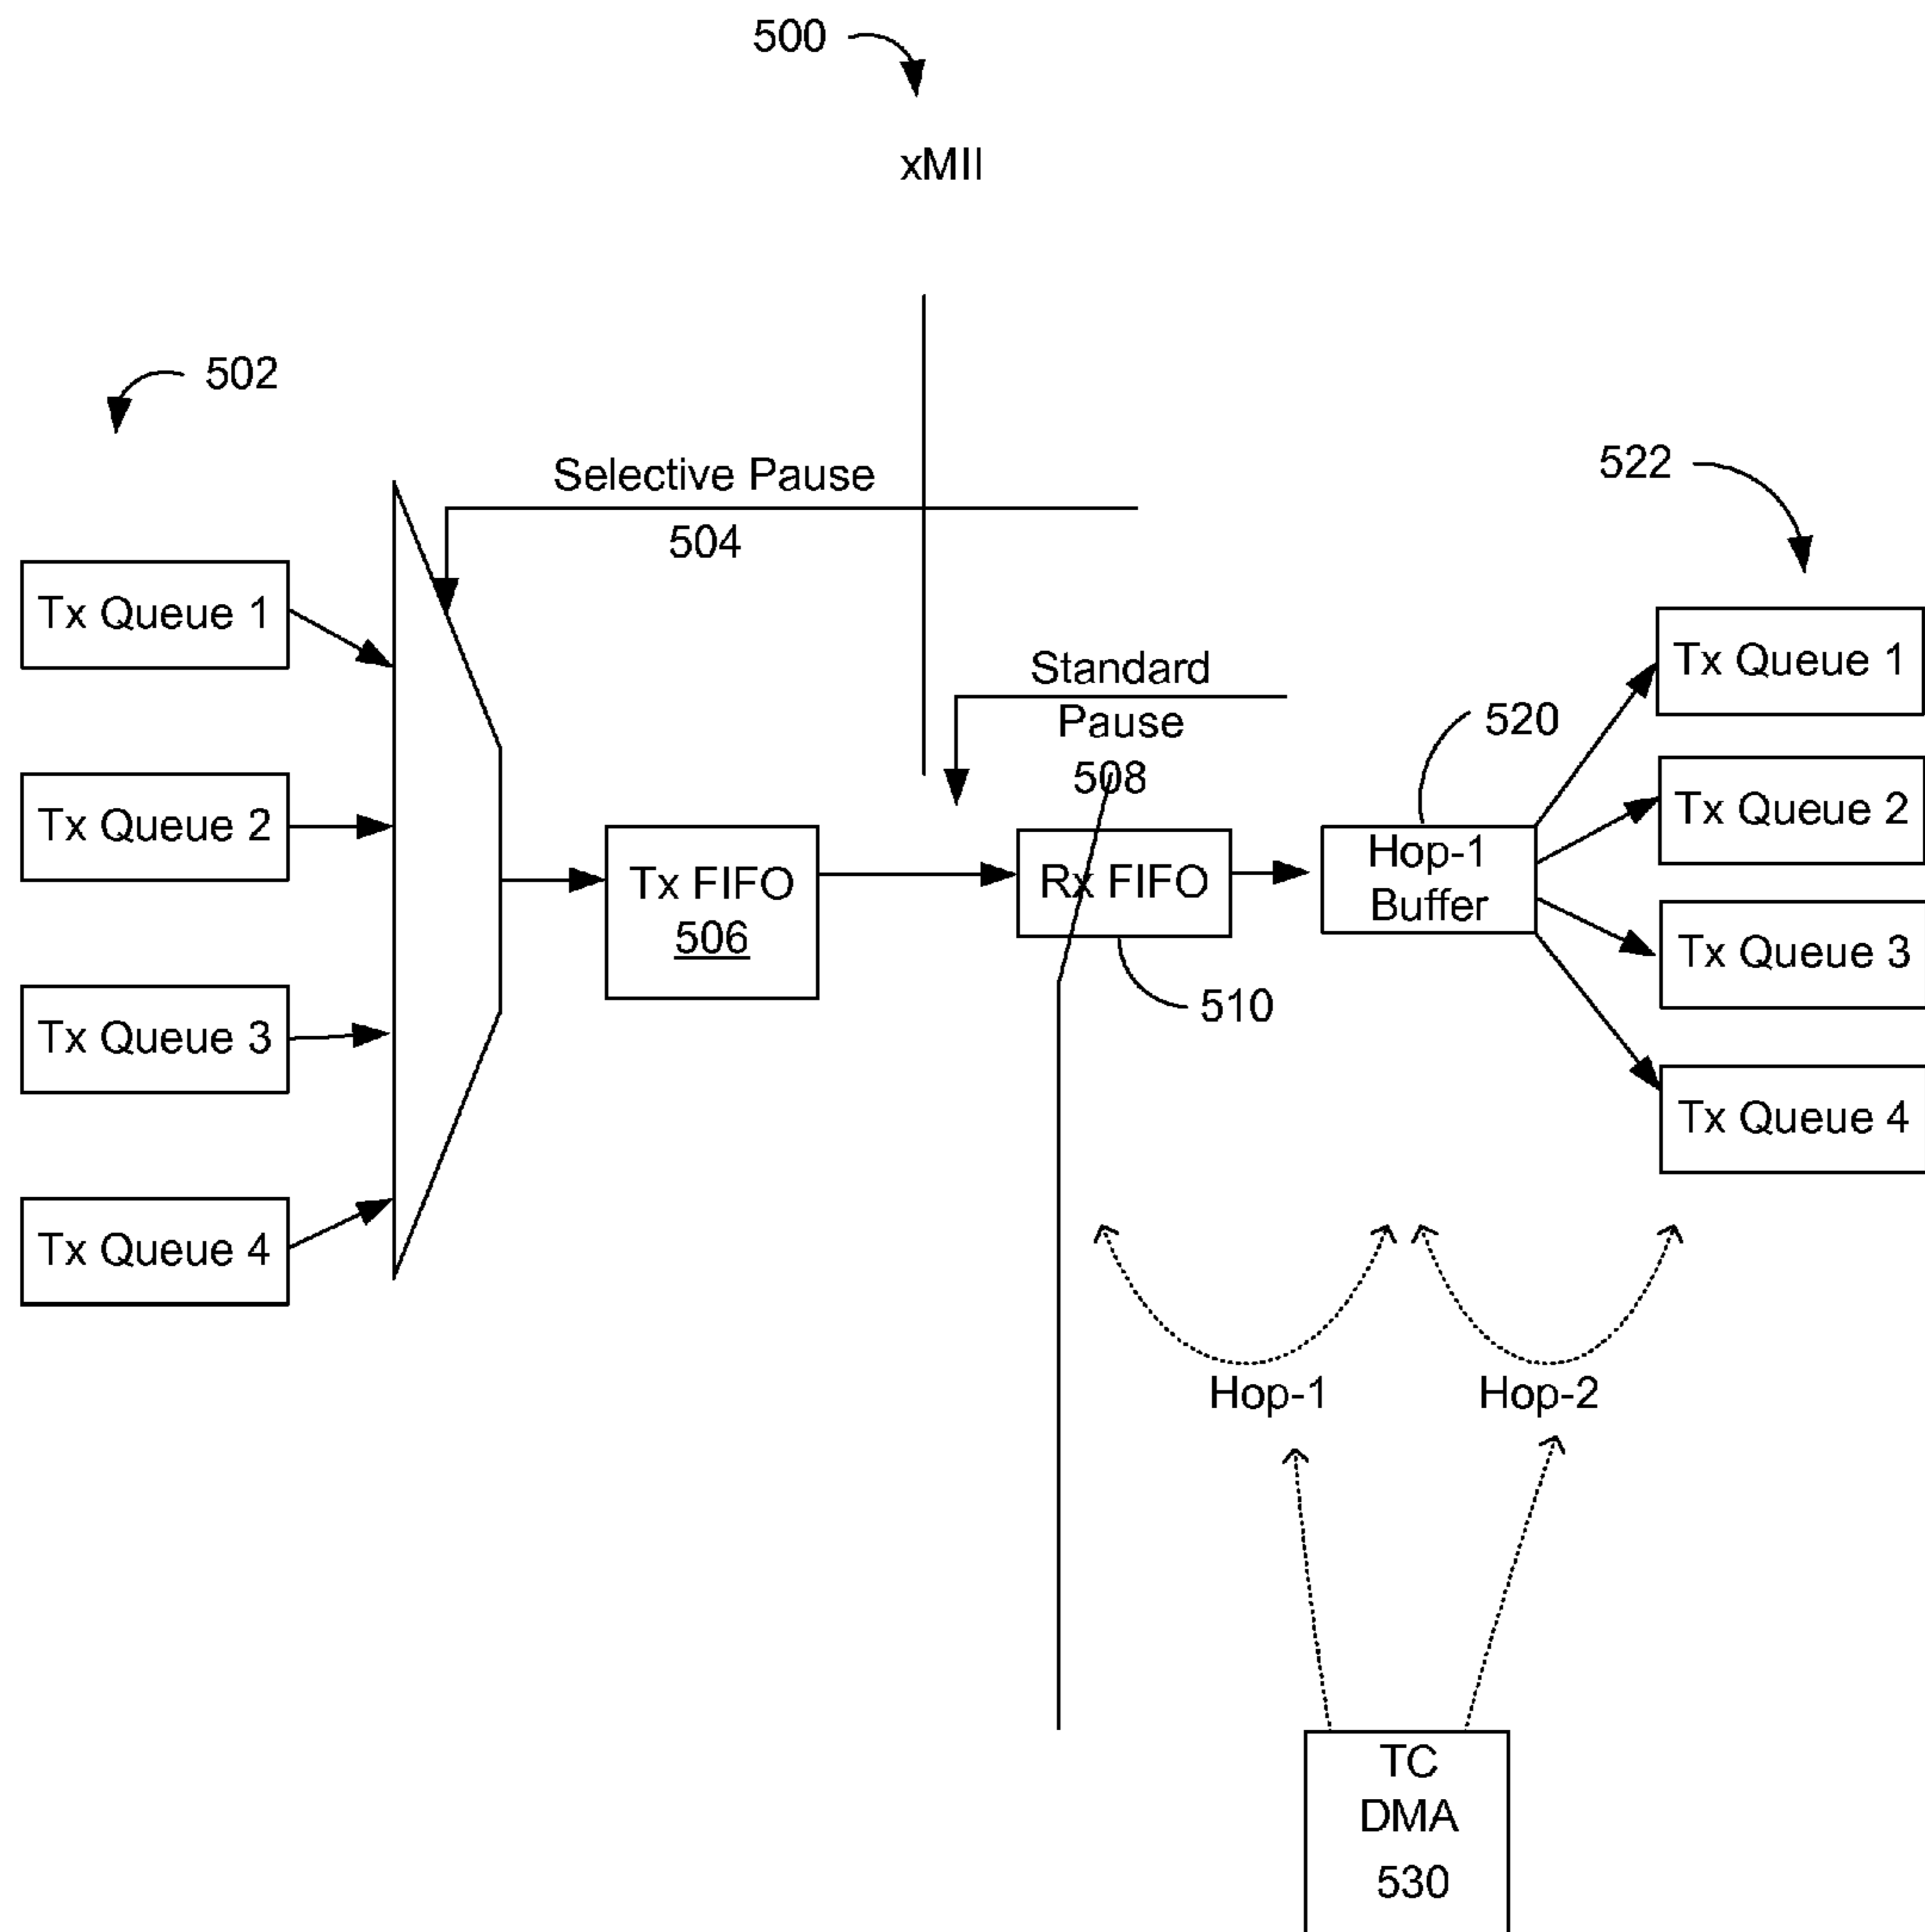 500
xMII
502
Selective Pause
504
522
Tx Queue 1
Tx Queue 2
Tx Queue 3
Tx Queue 4
Tx FIFO
506
Standard
Pause
508
Rx FIFO
510
520
Hop-1
Buffer
Tx Queue 1
Tx Queue 2
Tx Queue 3
Tx Queue 4
Hop-1
Hop-2
TC
DMA
530